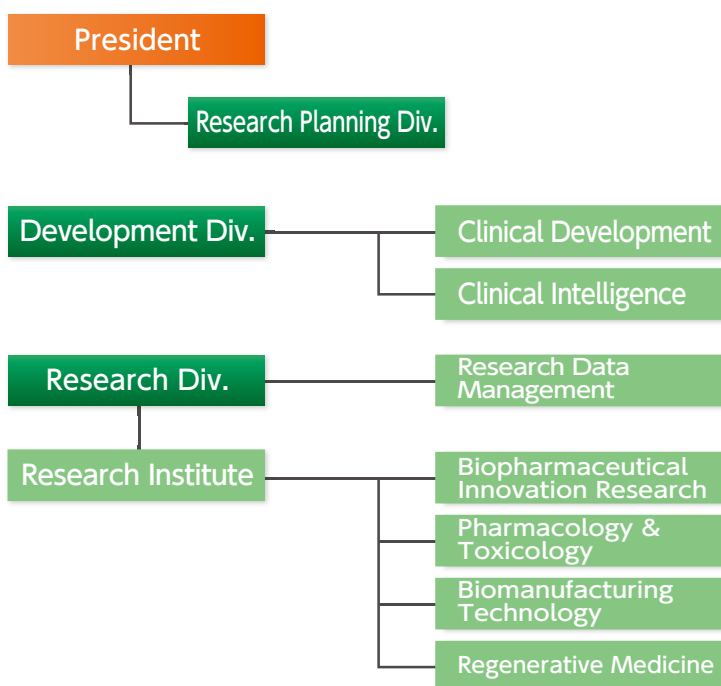 President
Research Planning Div.
Development Div.
Clinical Development
Clinical Intelligence
Research Div.
Research Data
Management
Research Institute
Biopharmaceutical
Innovation Research
Pharmacology &
Toxicology
Biomanufacturing
Technology
Regenerative Medicine